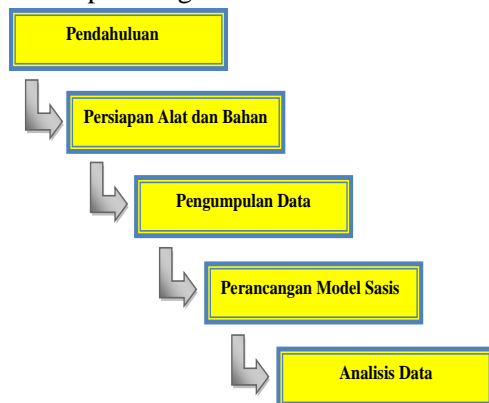 Pendahuluan
Persiapan Alat dan Bahan
Pengumpulan Data
Perancangan Model Sasis
Analisis Data